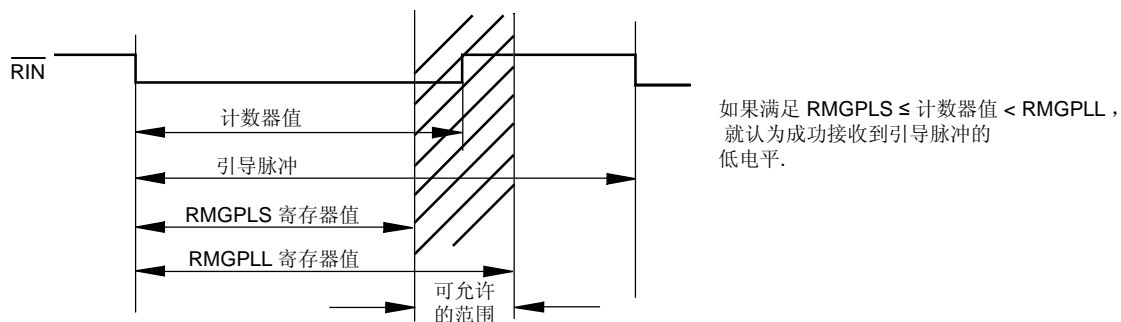 RIN
计数器值
引导脉冲
RMGPLS 寄存器值
RMGPLL 寄存器值
可允许
的范围
如果满足 RMGPLS ≤ 计数器值 < RMGPLL ，
就认为成功接收到引导脉冲的
低电平.